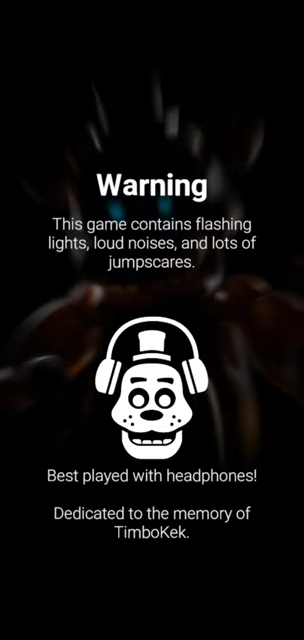 Warning
This game contains flashing
lights, loud noises, and lots of
jumpscares.
Best played with headphones!
Dedicated to the memory of
TimboKek.